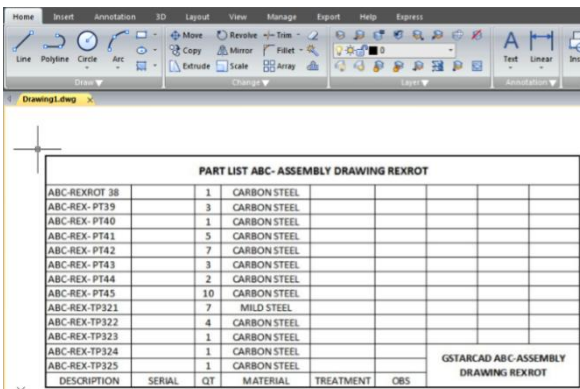 Home Insert Annotation 3D Layout View Manage Export Help Express
Move Revolve Trim
Line Polyline Circle Arc Copy Mirror Fillet 0 Text Linear
Extrude Scale Array
Draw Change Layer Annotation
Drawing1.dwg
PART LIST ABC- ASSEMBLY DRAWING REXROT
ABC-REXROT 38 1 CARBON STEEL
ABC-REX- PT39 3 CARBON STEEL
ABC-REX- PT40 1 CARBON STEEL
ABC-REX- PT41 5 CARBON STEEL
ABC-REX- PT42 7 CARBON STEEL
ABC-REX- PT43 3 CARBON STEEL
ABC-REX- PT44 2 CARBON STEEL
ABC-REX- PT45 10 CARBON STEEL
ABC-REX-TP321 7 MILD STEEL
ABC-REX-TP322 4 CARBON STEEL
ABC-REX-TP323 1 CARBON STEEL
ABC-REX-TP324 1 CARBON STEEL
ABC-REX-TP325 1 CARBON STEEL
DESCRIPTION SERIAL QT MATERIAL TREATMENT OBS
GSTARCAD ABC-ASSEMBLY
DRAWING REXROT